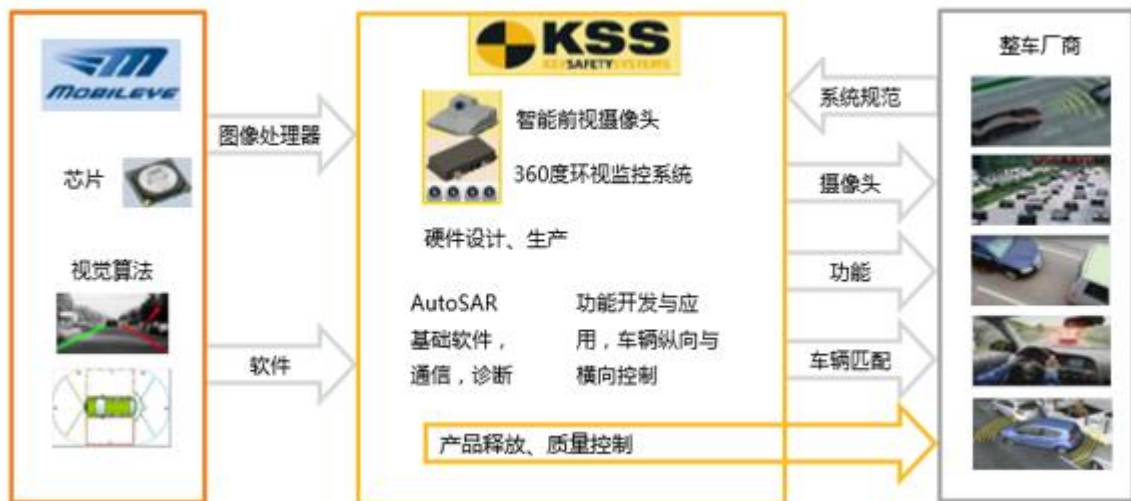 MOBILEYE
芯片
视觉算法
图像处理器
软件
KSS
KEY SAFETY SYSTEMS
智能前视摄像头
360度环视监控系统
硬件设计、生产
AutoSAR
基础软件，
通信，诊断
功能开发与应
用，车辆纵向与
横向控制
产品释放、质量控制
系统规范
摄像头
功能
车辆匹配
整车厂商